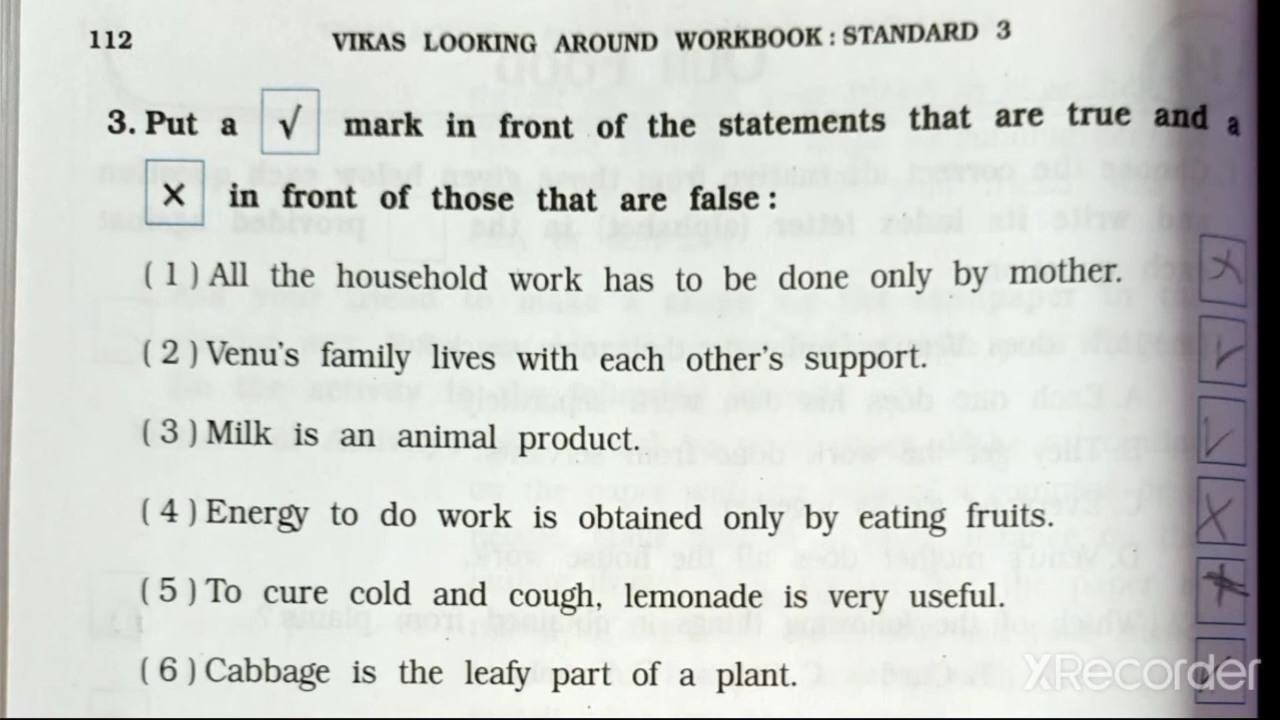 112 VIKAS LOOKING AROUND WORKBOOK : STANDARD 3
3. Put a √ mark in front of the statements that are true and a
× in front of those that are false :
( 1 ) All the household work has to be done only by mother. ×
( 2 ) Venu's family lives with each other's support. ✓
( 3 ) Milk is an animal product. ✓
( 4 ) Energy to do work is obtained only by eating fruits. ×
( 5 ) To cure cold and cough, lemonade is very useful.
( 6 ) Cabbage is the leafy part of a plant.
XRecorder